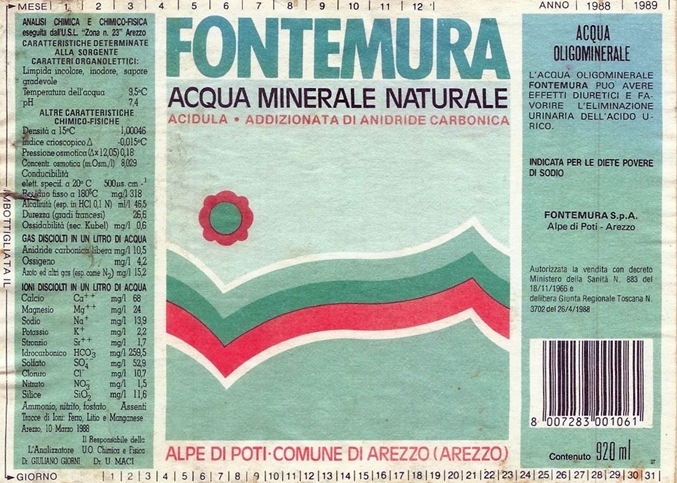 MESE 1 2 3 4 5 6 7 8 9 10 11 12 ANNO 1988 1989
ANALISI CHIMICA E CHIMICO-FISICA
eseguita dall'U.S.L. "Zona n. 23" Arezzo
CARATTERISTICHE DETERMINATE
ALLA SORGENTE
CARATTERI ORGANOLETTICI:
Limpida incolore, inodore, sapore
gradevole
Temperatura dell'acqua 9,5°C
pH 7,4
ALTRE CARATTERISTICHE
CHIMICO-FISICHE
Densità a 15°C 1,00046
Indice crioscopico Δ -0,015°C
Pressione osmotica (Δx12,05) 0,18
Concentr. osmotica (m.Osm./l) 8,029
Conducibilità
elett. specif. a 20° C 500μs. cm -1
Residuo fisso a 180°C mg/l 318
Alcalinità (esp. in HCl 0,1 N) ml/l 46,5
Durezza (gradi francesi) 26,6
Ossidabilità (sec. Kubel) mg/l 0,6
GAS DISCIOLTI IN UN LITRO DI ACQUA
Anidride carbonica libera mg/l 10,5
Ossigeno mg/l 4,2
Azoto ed altri gas (esp. come N2) mg/l 15,2
IONI DISCIOLTI IN UN LITRO DI ACQUA
Calcio Ca++ mg/l 68
Magnesio Mg++ mg/l 24
Sodio Na+ mg/l 13,9
Potassio K+ mg/l 2,2
Stronzio Sr++ mg/l 1,7
Idrocarbonico HCO3- mg/l 259,5
Solfato SO4-- mg/l 52,9
Cloruro Cl- mg/l 10,7
Nitrato NO3- mg/l 1,5
Silice SiO2 mg/l 11,6
Ammonio, nitrito, fosfato Assenti
Tracce di Ioni: Ferro, Litio e Manganese
Arezzo, 10 Marzo 1988
Il Responsabile della
L'Analizzatore U.O. Chimica e Fisica
Dr. GIULIANO GIORNI Dr. U. MACI
IMBOTTIGLIATA IL
FONTEMURA
ACQUA MINERALE NATURALE
ACIDULA • ADDIZIONATA DI ANIDRIDE CARBONICA
ALPE DI POTI • COMUNE DI AREZZO (AREZZO)
ACQUA
OLIGOMINERALE
L'ACQUA OLIGOMINERALE
FONTEMURA PUÒ AVERE
EFFETTI DIURETICI E FA-
VORIRE L'ELIMINAZIONE
URINARIA DELL'ACIDO U-
RICO.
INDICATA PER LE DIETE POVERE
DI SODIO
FONTEMURA S.p.A.
Alpe di Poti - Arezzo
Autorizzata la vendita con decreto
Ministero della Sanità N. 883 del
18/11/1966 e
delibera Giunta Regionale Toscana N.
3702 del 26/4/1988
8 007283 001061
Contenuto 920 ml
GIORNO 1 2 3 4 5 6 7 8 9 10 11 12 13 14 15 16 17 18 19 20 21 22 23 24 25 26 27 28 29 30 31